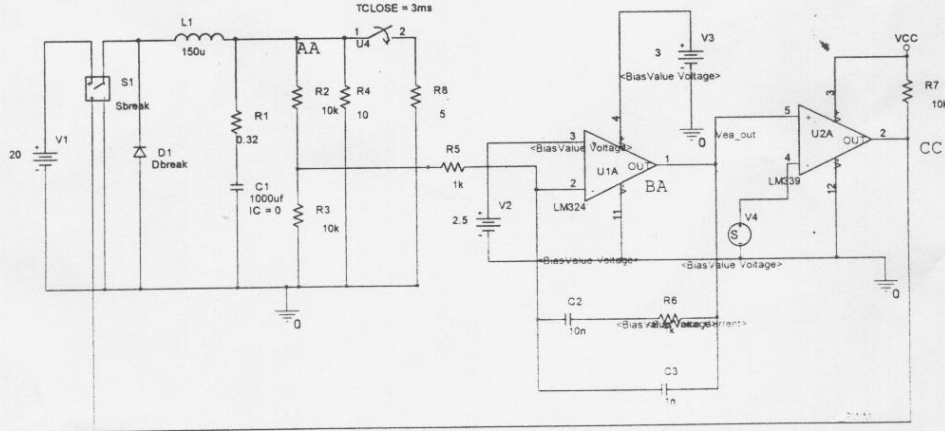 TCLOSE = 3ms
L1
150u
AA
1
2
U4
S1
Sbreak
V1
20
D1
Dbreak
R1
0.32
C1
1000uf
IC = 0
R2
10k
R4
10
R8
5
R3
10k
0
R5
1k
V2
2.5
3
<BiasValue Voltage>
2
4
U1A
OUT
1
BA
LM324
11
<BiasValue Voltage>
V3
3
<BiasValue Voltage>
0
Vea_out
5
3
U2A
OUT
2
4
LM339
12
V4
S
<BiasValue Voltage>
VCC
R7
10k
CC
0
C2
10n
R6
C3
1n